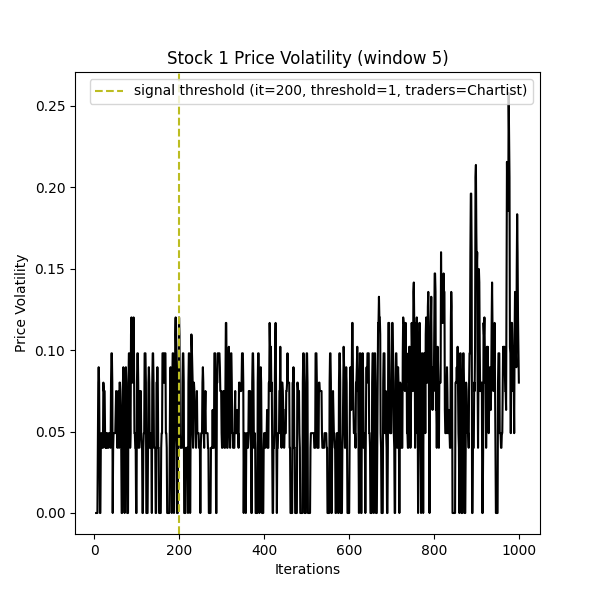 Stock 1 Price Volatility (window 5)
signal threshold (it=200, threshold=1, traders=Chartist)
0.25
0.20
0.15
0.10
0.05
0.00
Price Volatility
0 200 400 600 800 1000
Iterations